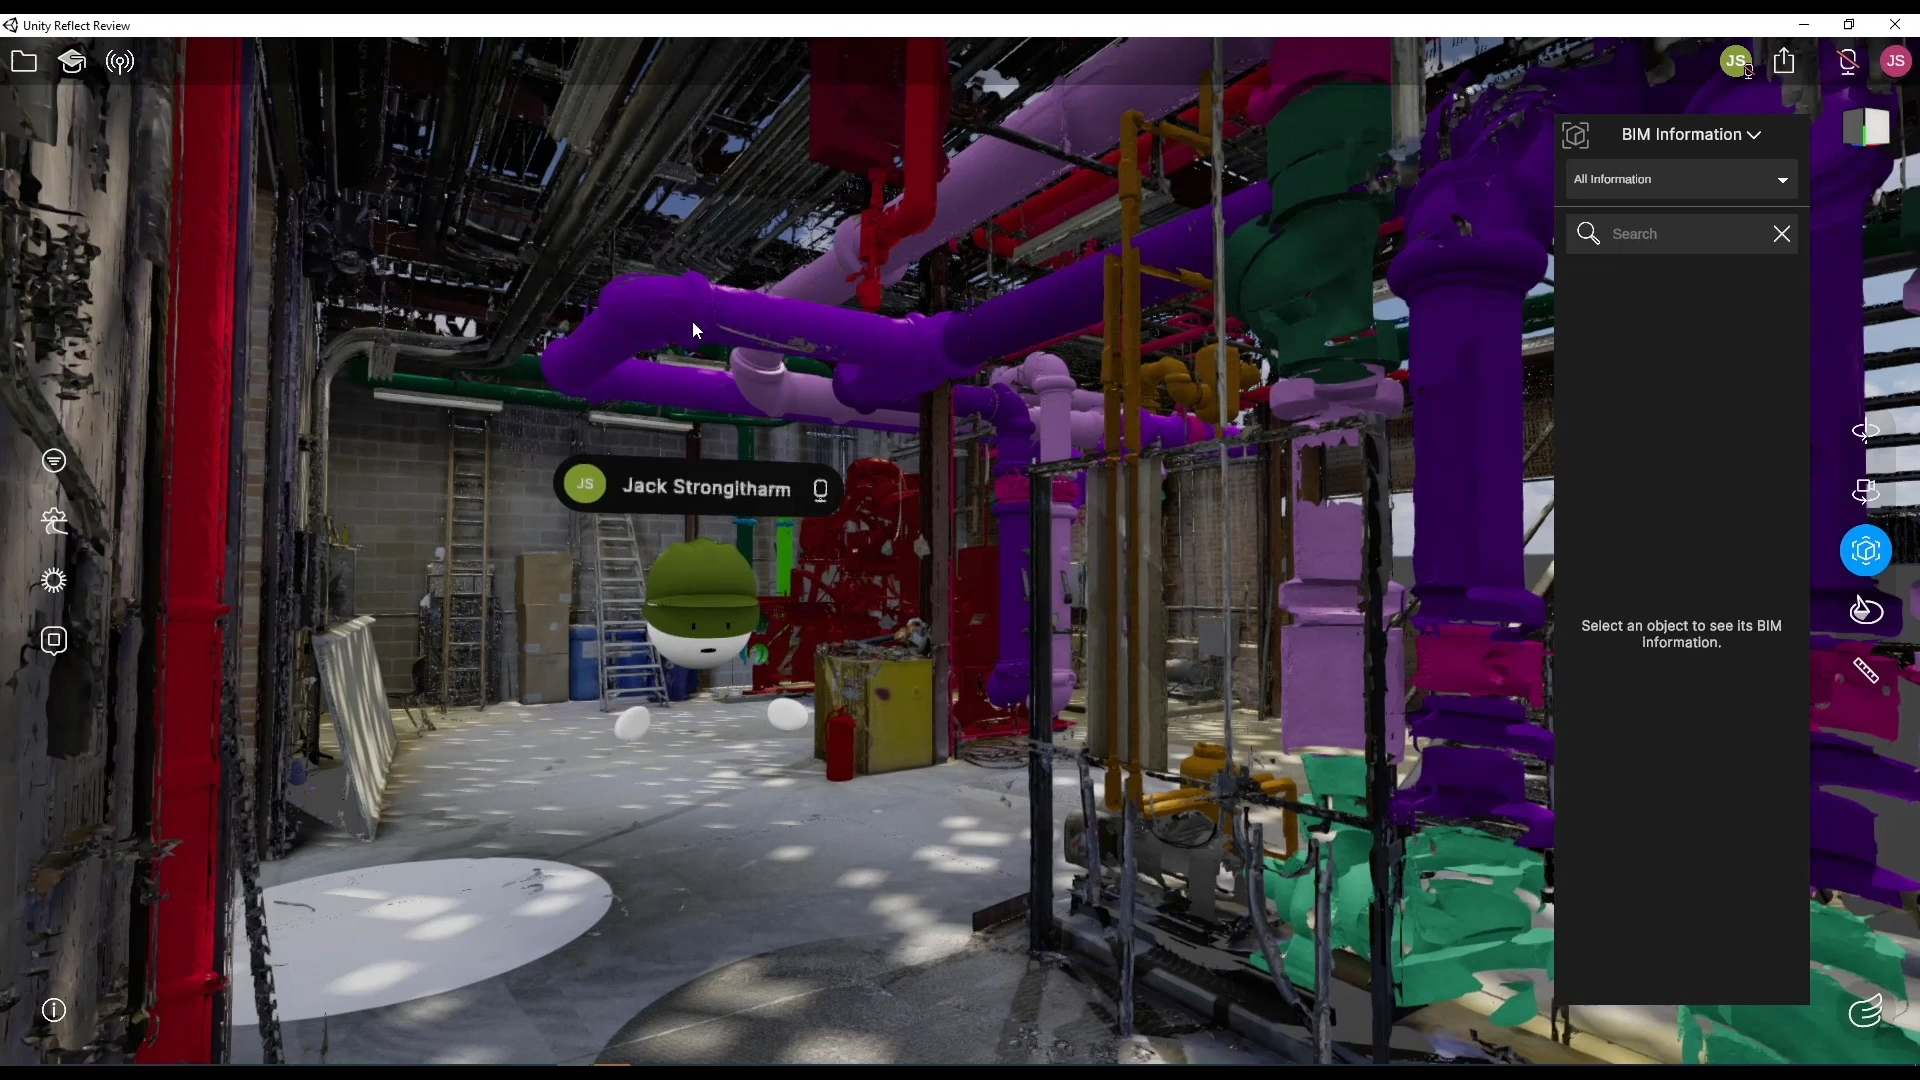 Unity Reflect Review
JS
JS
BIM Information
All Information
Search
JS Jack Strongitharm
Select an object to see its BIM
information.